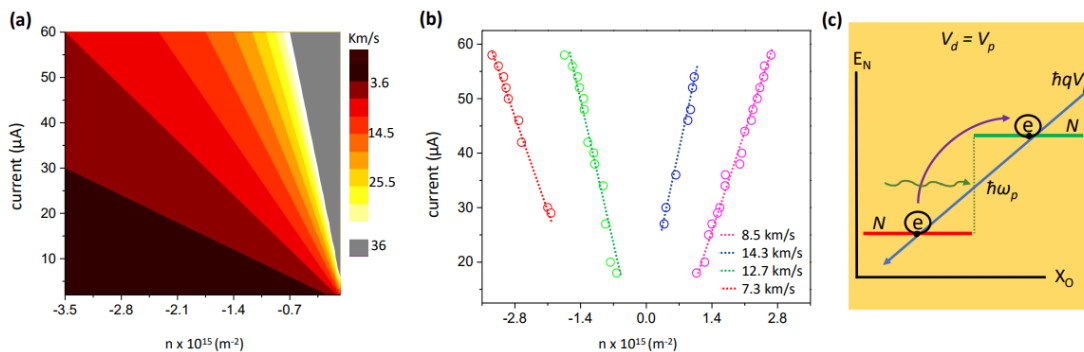 (a)
Km/s
current (μA)
60
50
40
30
20
10
0
-3.5
-2.8
-2.1
-1.4
-0.7
n x 10¹⁵ (m⁻²)
3.6
14.5
25.5
36
(b)
current (μA)
60
50
40
30
20
-2.8
-1.4
0.0
1.4
2.8
n x 10¹⁵ (m⁻²)
8.5 km/s
14.3 km/s
12.7 km/s
7.3 km/s
(c)
V_d = V_p
E_N
ħqV
e
N
ħω_p
N
e
X_O